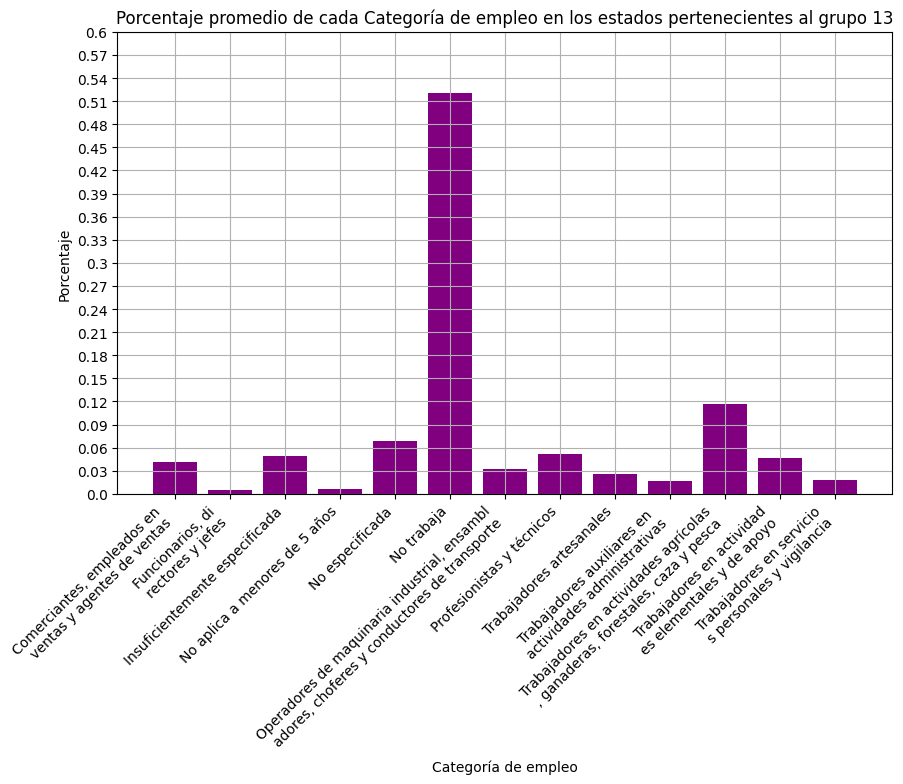 Porcentaje promedio de cada Categoría de empleo en los estados pertenecientes al grupo 13
0.6
0.57
0.54
0.51
0.48
0.45
0.42
0.39
0.36
0.33
0.3
0.27
0.24
0.21
0.18
0.15
0.12
0.09
0.06
0.03
0.0
Porcentaje
Comerciantes, empleados en
ventas y agentes de ventas
Funcionarios, di
rectores y jefes
Insuficientemente especificada
No aplica a menores de 5 años
No especificada
No trabaja
Operadores de maquinaria industrial, ensambl
adores, choferes y conductores de transporte
Profesionistas y técnicos
Trabajadores artesanales
Trabajadores auxiliares en
actividades administrativas
Trabajadores en actividades agrícolas
, ganaderas, forestales, caza y pesca
Trabajadores en actividad
es elementales y de apoyo
Trabajadores en servicio
s personales y vigilancia
Categoría de empleo